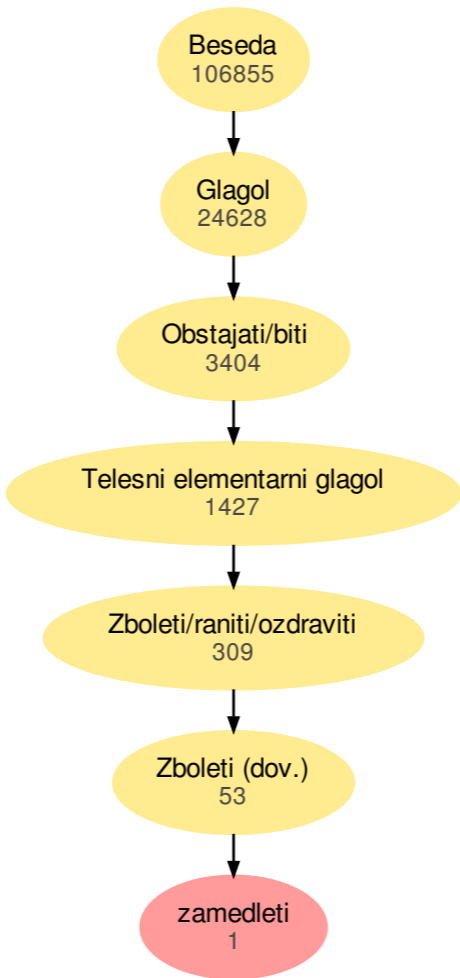 Beseda
106855
Glagol
24628
Obstajati/biti
3404
Telesni elementarni glagol
1427
Zboleti/raniti/ozdraviti
309
Zboleti (dov.)
53
zamedleti
1